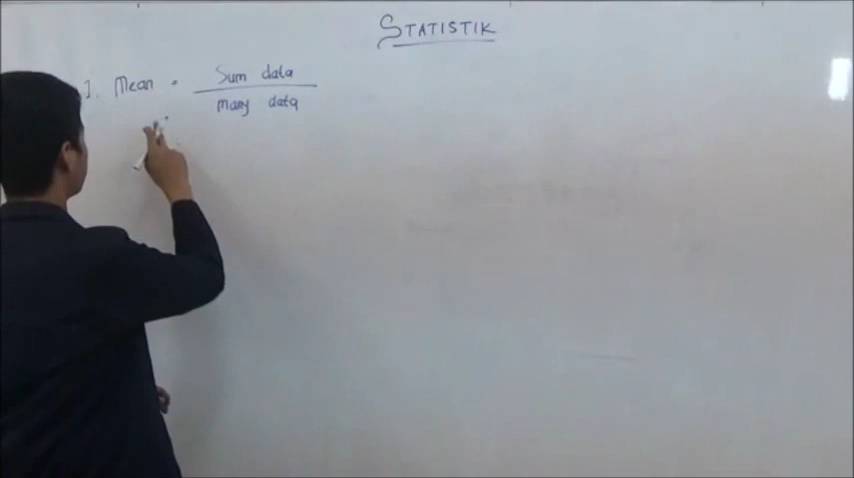 STATISTIK
1. Mean = Sum data
many data